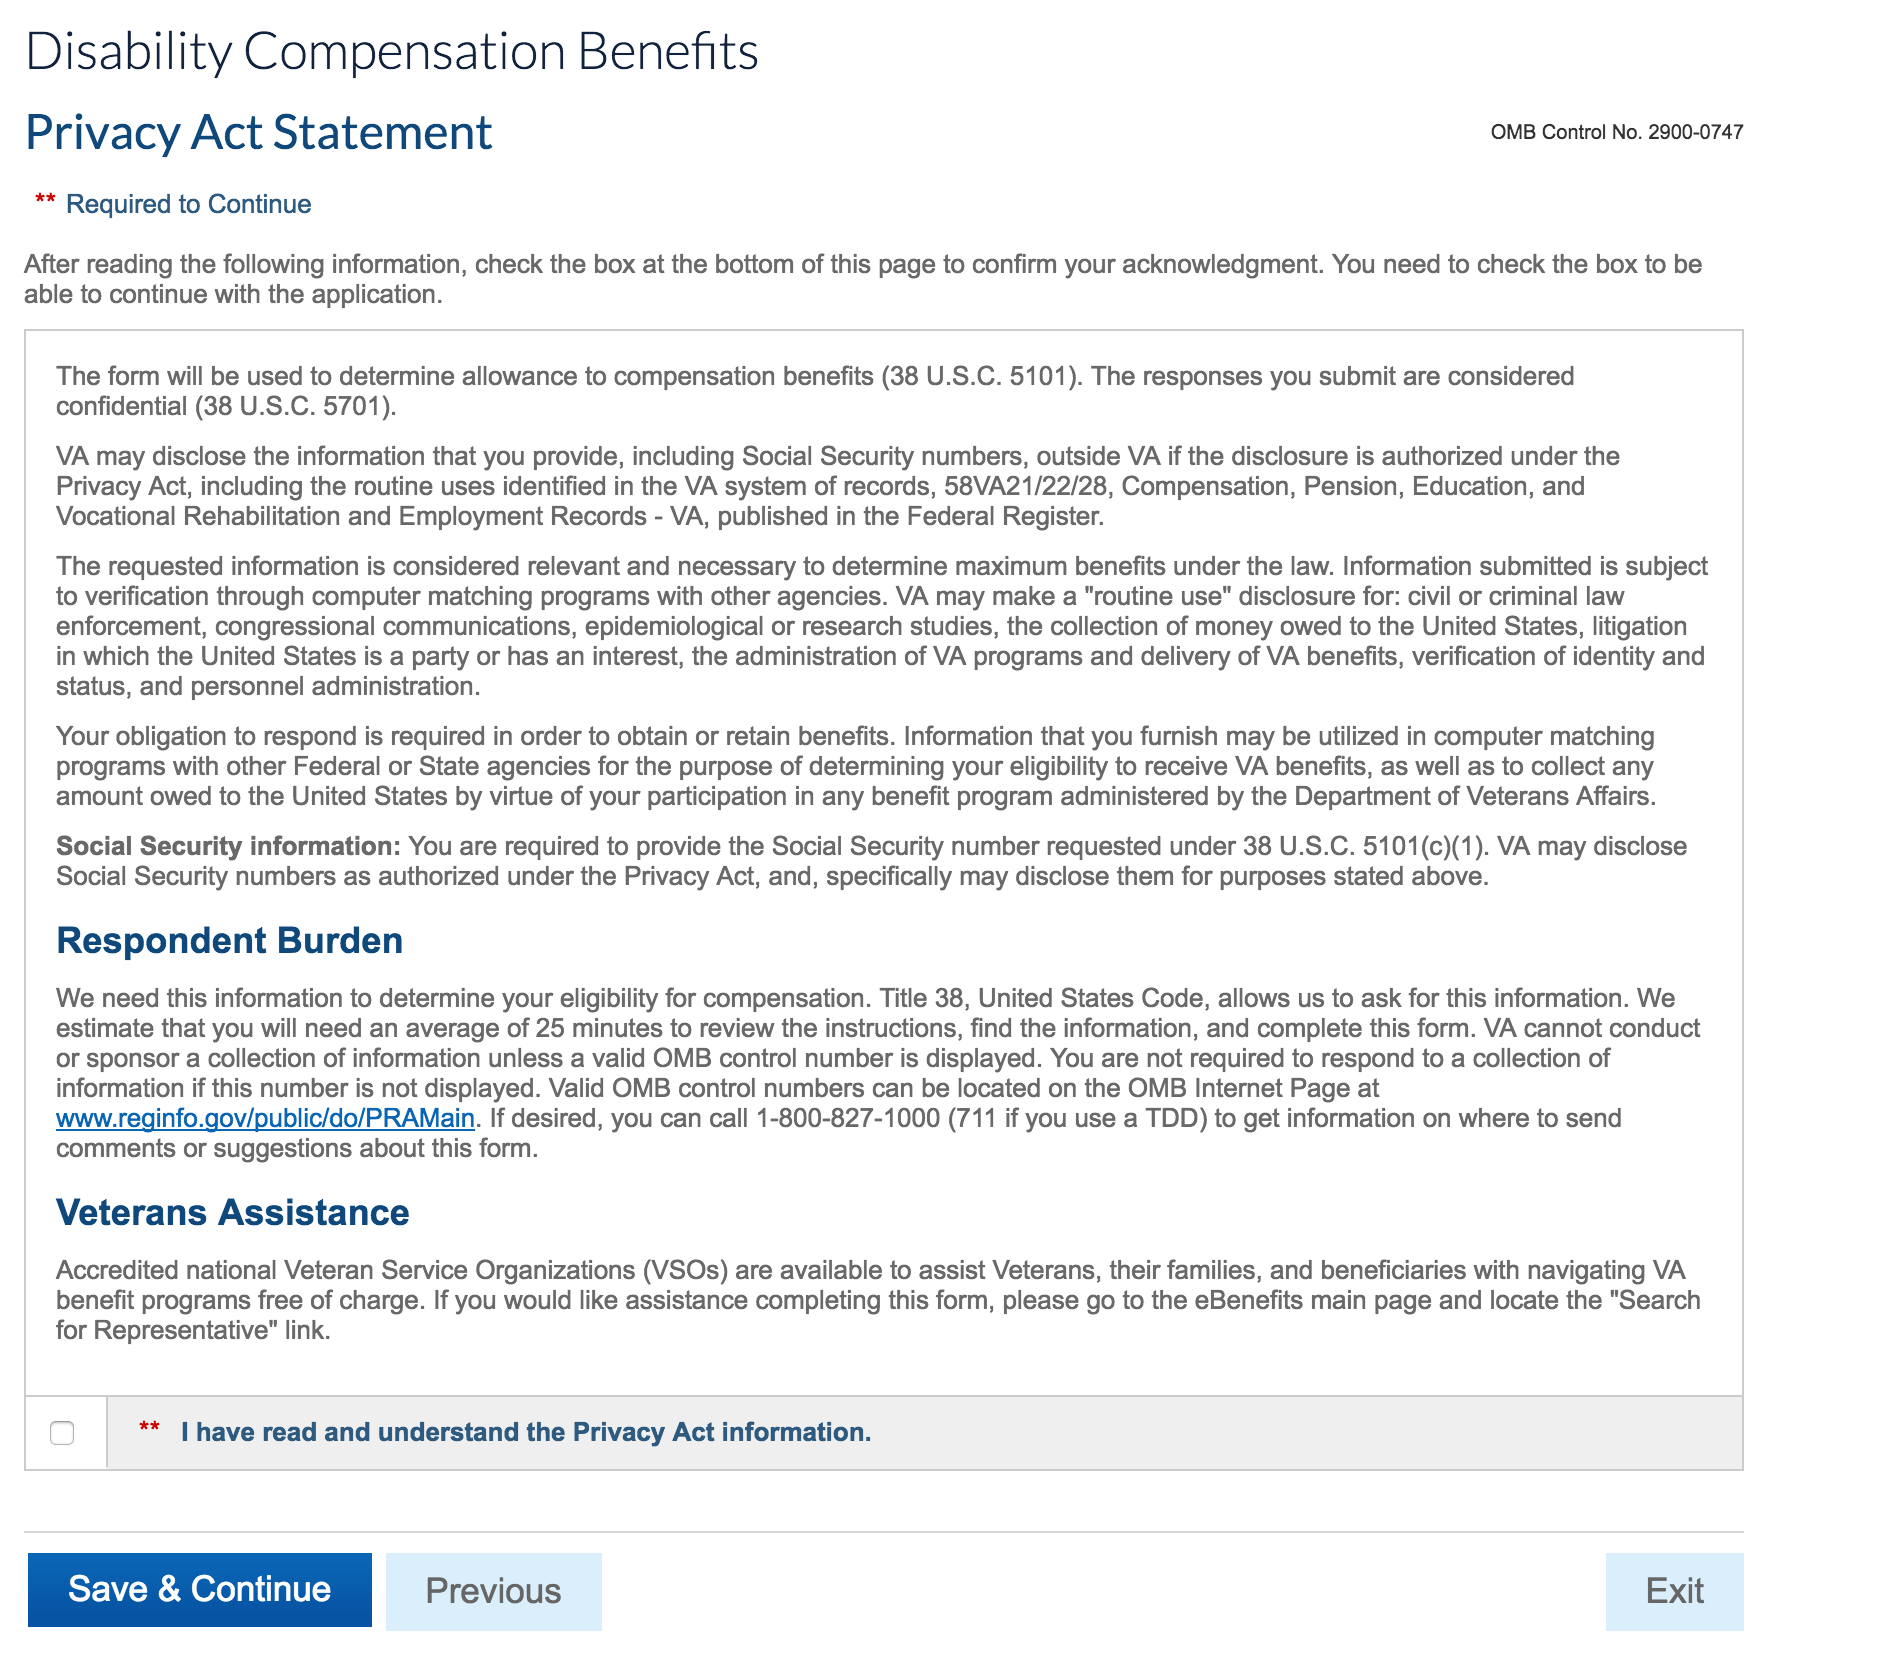 Disability Compensation Benefits
Privacy Act Statement
OMB Control No. 2900-0747
** Required to Continue
After reading the following information, check the box at the bottom of this page to confirm your acknowledgment. You need to check the box to be
able to continue with the application.
The form will be used to determine allowance to compensation benefits (38 U.S.C. 5101). The responses you submit are considered
confidential (38 U.S.C. 5701).
VA may disclose the information that you provide, including Social Security numbers, outside VA if the disclosure is authorized under the
Privacy Act, including the routine uses identified in the VA system of records, 58VA21/22/28, Compensation, Pension, Education, and
Vocational Rehabilitation and Employment Records - VA, published in the Federal Register.
The requested information is considered relevant and necessary to determine maximum benefits under the law. Information submitted is subject
to verification through computer matching programs with other agencies. VA may make a "routine use" disclosure for: civil or criminal law
enforcement, congressional communications, epidemiological or research studies, the collection of money owed to the United States, litigation
in which the United States is a party or has an interest, the administration of VA programs and delivery of VA benefits, verification of identity and
status, and personnel administration.
Your obligation to respond is required in order to obtain or retain benefits. Information that you furnish may be utilized in computer matching
programs with other Federal or State agencies for the purpose of determining your eligibility to receive VA benefits, as well as to collect any
amount owed to the United States by virtue of your participation in any benefit program administered by the Department of Veterans Affairs.
Social Security information: You are required to provide the Social Security number requested under 38 U.S.C. 5101(c)(1). VA may disclose
Social Security numbers as authorized under the Privacy Act, and, specifically may disclose them for purposes stated above.
Respondent Burden
We need this information to determine your eligibility for compensation. Title 38, United States Code, allows us to ask for this information. We
estimate that you will need an average of 25 minutes to review the instructions, find the information, and complete this form. VA cannot conduct
or sponsor a collection of information unless a valid OMB control number is displayed. You are not required to respond to a collection of
information if this number is not displayed. Valid OMB control numbers can be located on the OMB Internet Page at
www.reginfo.gov/public/do/PRAMain. If desired, you can call 1-800-827-1000 (711 if you use a TDD) to get information on where to send
comments or suggestions about this form.
Veterans Assistance
Accredited national Veteran Service Organizations (VSOs) are available to assist Veterans, their families, and beneficiaries with navigating VA
benefit programs free of charge. If you would like assistance completing this form, please go to the eBenefits main page and locate the "Search
for Representative" link.
** I have read and understand the Privacy Act information.
Save & Continue
Previous
Exit